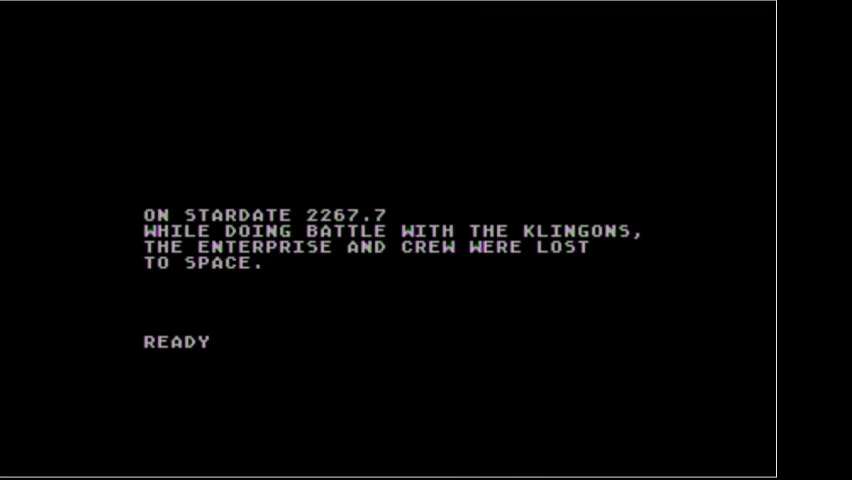 ON STARDATE 2267.7
WHILE DOING BATTLE WITH THE KLINGONS,
THE ENTERPRISE AND CREW WERE LOST
TO SPACE.
READY